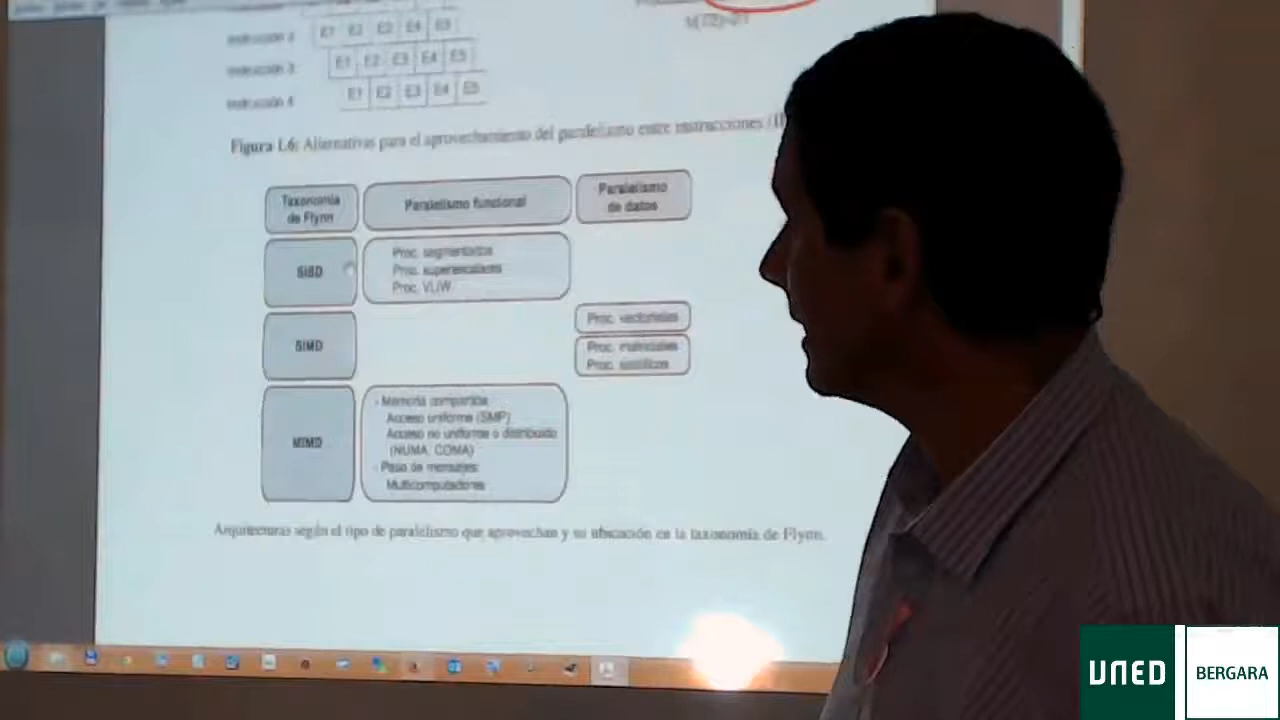 Instrucción 2 E1 E2 E3 E4 E5
Instrucción 3 E1 E2 E3 E4 E5
Instrucción 4 E1 E2 E3 E4 E5
Figura 1.6: Alternativas para el aprovechamiento del paralelismo entre instrucciones
Taxonomía de Flynn
Paralelismo funcional
Paralelismo de datos
SISD
Proc. segmentados
Proc. superescalares
Proc. VLIW
SIMD
Proc. vectoriales
Proc. matriciales
Proc. sistólicos
MIMD
- Memoria compartida
Acceso uniforme (SMP)
Acceso no uniforme o distribuido
(NUMA, COMA)
- Paso de mensajes:
Multicomputadores
Arquitecturas según el tipo de paralelismo que aprovechan y su ubicación en la taxonomía de Flynn.
UNED
BERGARA